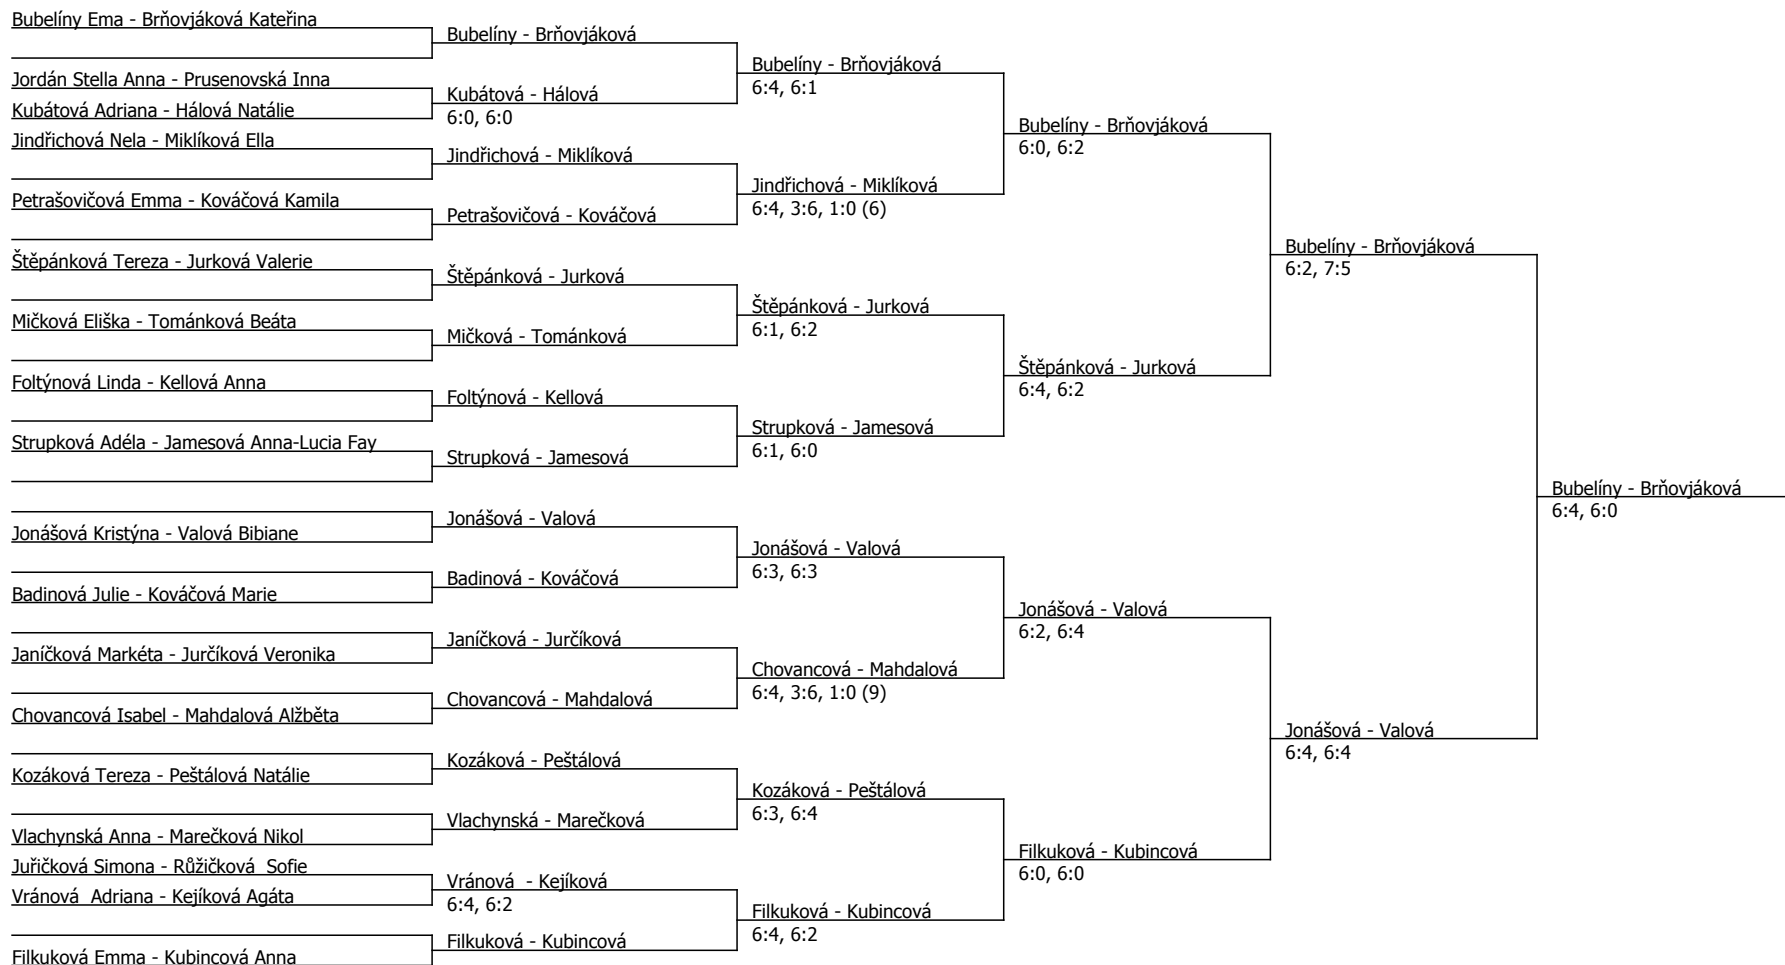 Bubelíny Ema - Brňovjáková Kateřina
Jordán Stella Anna - Prusenovská Inna
Kubátová Adriana - Hálová Natálie
Jindřichová Nela - Miklíková Ella
Petrašovičová Emma - Kováčová Kamila
Štěpánková Tereza - Jurková Valerie
Mičková Eliška - Tománková Beáta
Foltýnová Linda - Kellová Anna
Strupková Adéla - Jamesová Anna-Lucia Fay
Jonášová Kristýna - Valová Bibiane
Badinová Julie - Kováčová Marie
Janíčková Markéta - Jurčíková Veronika
Chovancová Isabel - Mahdalová Alžběta
Kozáková Tereza - Peštálová Natálie
Vlachynská Anna - Marečková Nikol
Juřičková Simona - Růžičková  Sofie
Vránová  Adriana - Kejíková Agáta
Filkuková Emma - Kubincová Anna
Bubelíny - Brňovjáková
Kubátová - Hálová
6:0, 6:0
Jindřichová - Miklíková
Petrašovičová - Kováčová
Štěpánková - Jurková
Mičková - Tománková
Foltýnová - Kellová
Strupková - Jamesová
Jonášová - Valová
Badinová - Kováčová
Janíčková - Jurčíková
Chovancová - Mahdalová
Kozáková - Peštálová
Vlachynská - Marečková
Vránová  - Kejíková
6:4, 6:2
Filkuková - Kubincová
Bubelíny - Brňovjáková
6:4, 6:1
Jindřichová - Miklíková
6:4, 3:6, 1:0 (6)
Štěpánková - Jurková
6:1, 6:2
Strupková - Jamesová
6:1, 6:0
Jonášová - Valová
6:3, 6:3
Chovancová - Mahdalová
6:4, 3:6, 1:0 (9)
Kozáková - Peštálová
6:3, 6:4
Filkuková - Kubincová
6:4, 6:2
Bubelíny - Brňovjáková
6:0, 6:2
Štěpánková - Jurková
6:4, 6:2
Jonášová - Valová
6:2, 6:4
Filkuková - Kubincová
6:0, 6:0
Bubelíny - Brňovjáková
6:2, 7:5
Jonášová - Valová
6:4, 6:4
Bubelíny - Brňovjáková
6:4, 6:0